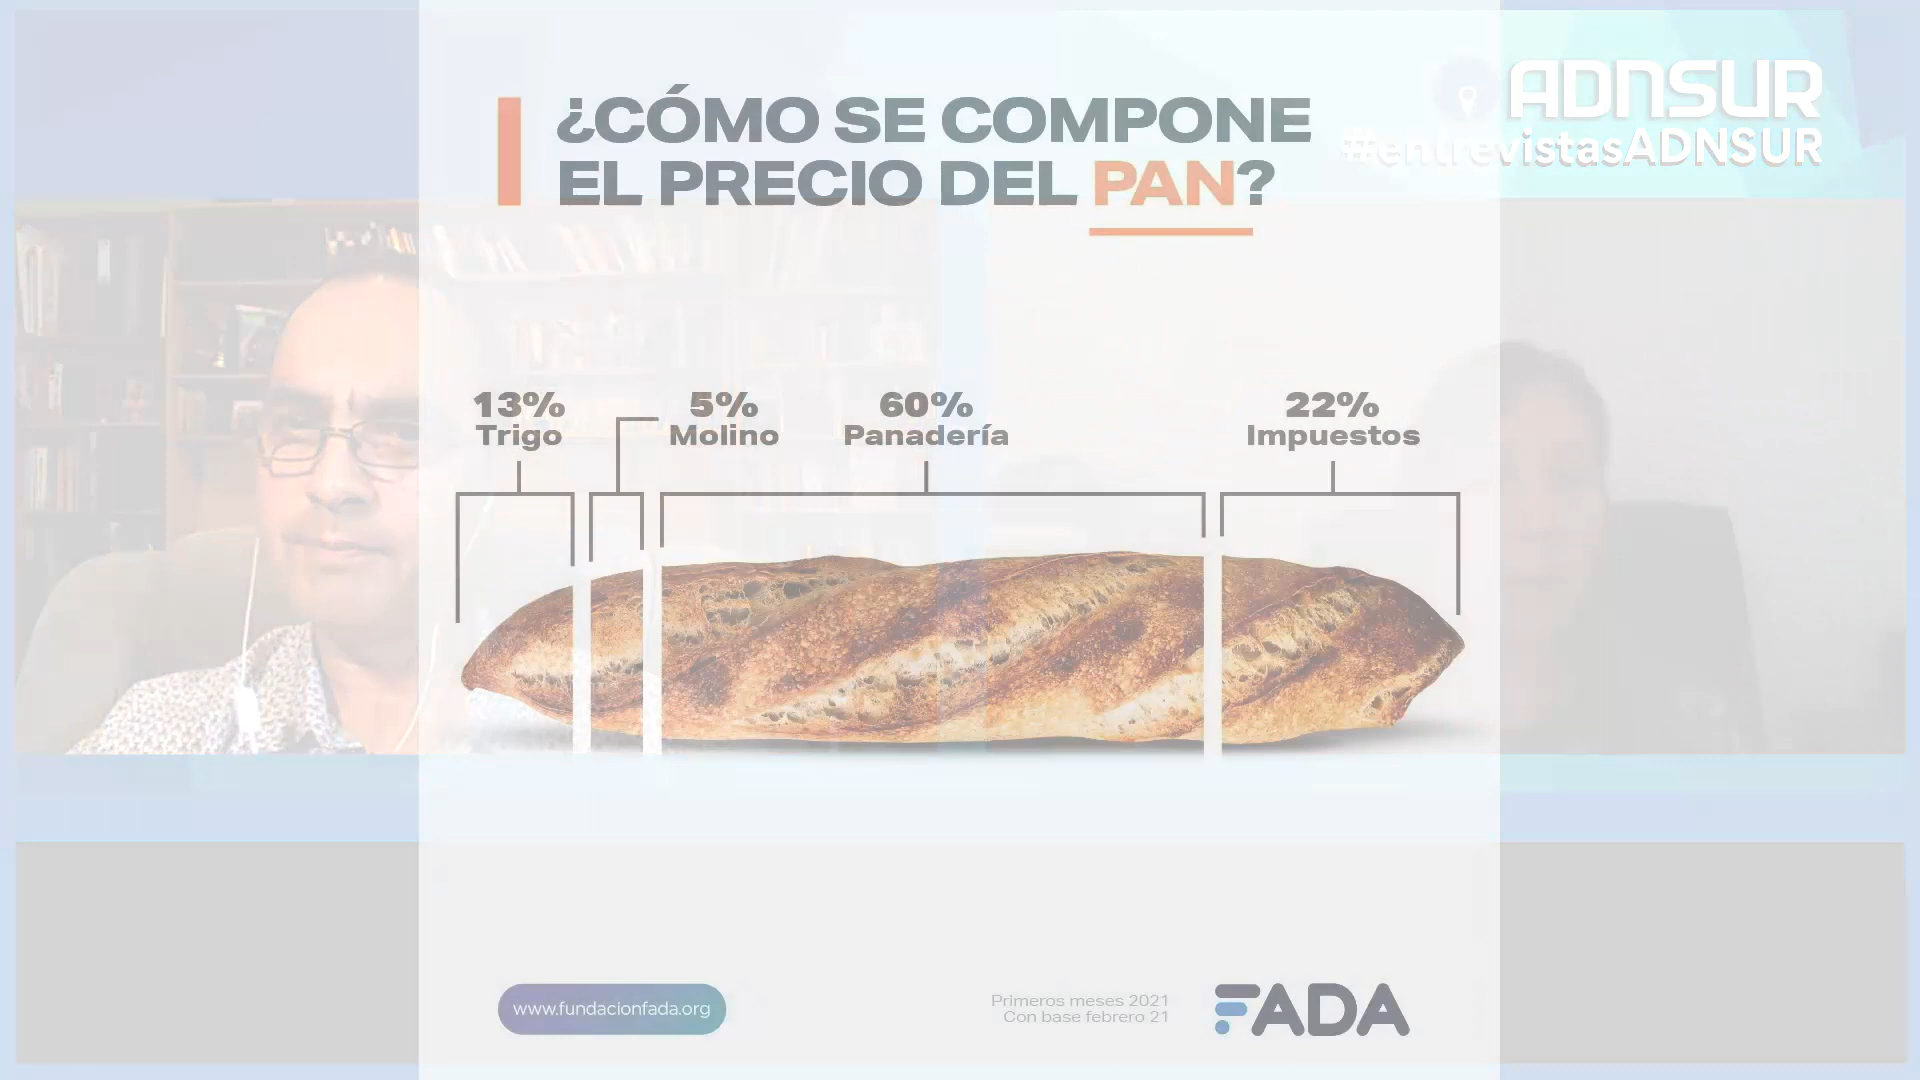 ADNSUR
#entrevistasADNSUR
¿CÓMO SE COMPONE
EL PRECIO DEL PAN?
13%
Trigo
5%
Molino
60%
Panadería
22%
Impuestos
www.fundacionfada.org
Primeros meses 2021
Con base febrero 21
FADA